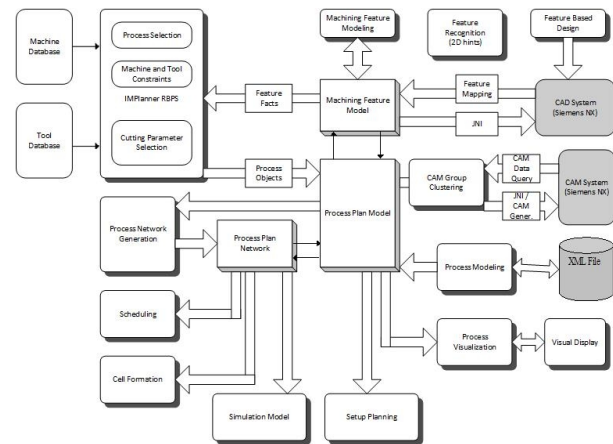 Machine
Database
Process Selection
Machine and Tool
Constraints
IMPlanner RBPS
Cutting Parameter
Selection
Tool
Database
Machining Feature
Modeling
Feature
Recognition
(2D hints)
Feature Based
Design
Feature
Facts
Machining Feature
Model
Feature
Mapping
JNI
CAD System
(Siemens NX)
Process
Objects
Process Plan
Model
CAM Group
Clustering
CAM
Data
Query
JNI /
CAM
Gener.
CAM System
(Siemens NX)
Process Network
Generation
Process Plan
Network
Process Modeling
XML File
Scheduling
Process
Visualization
Visual Display
Cell Formation
Simulation Model
Setup Planning